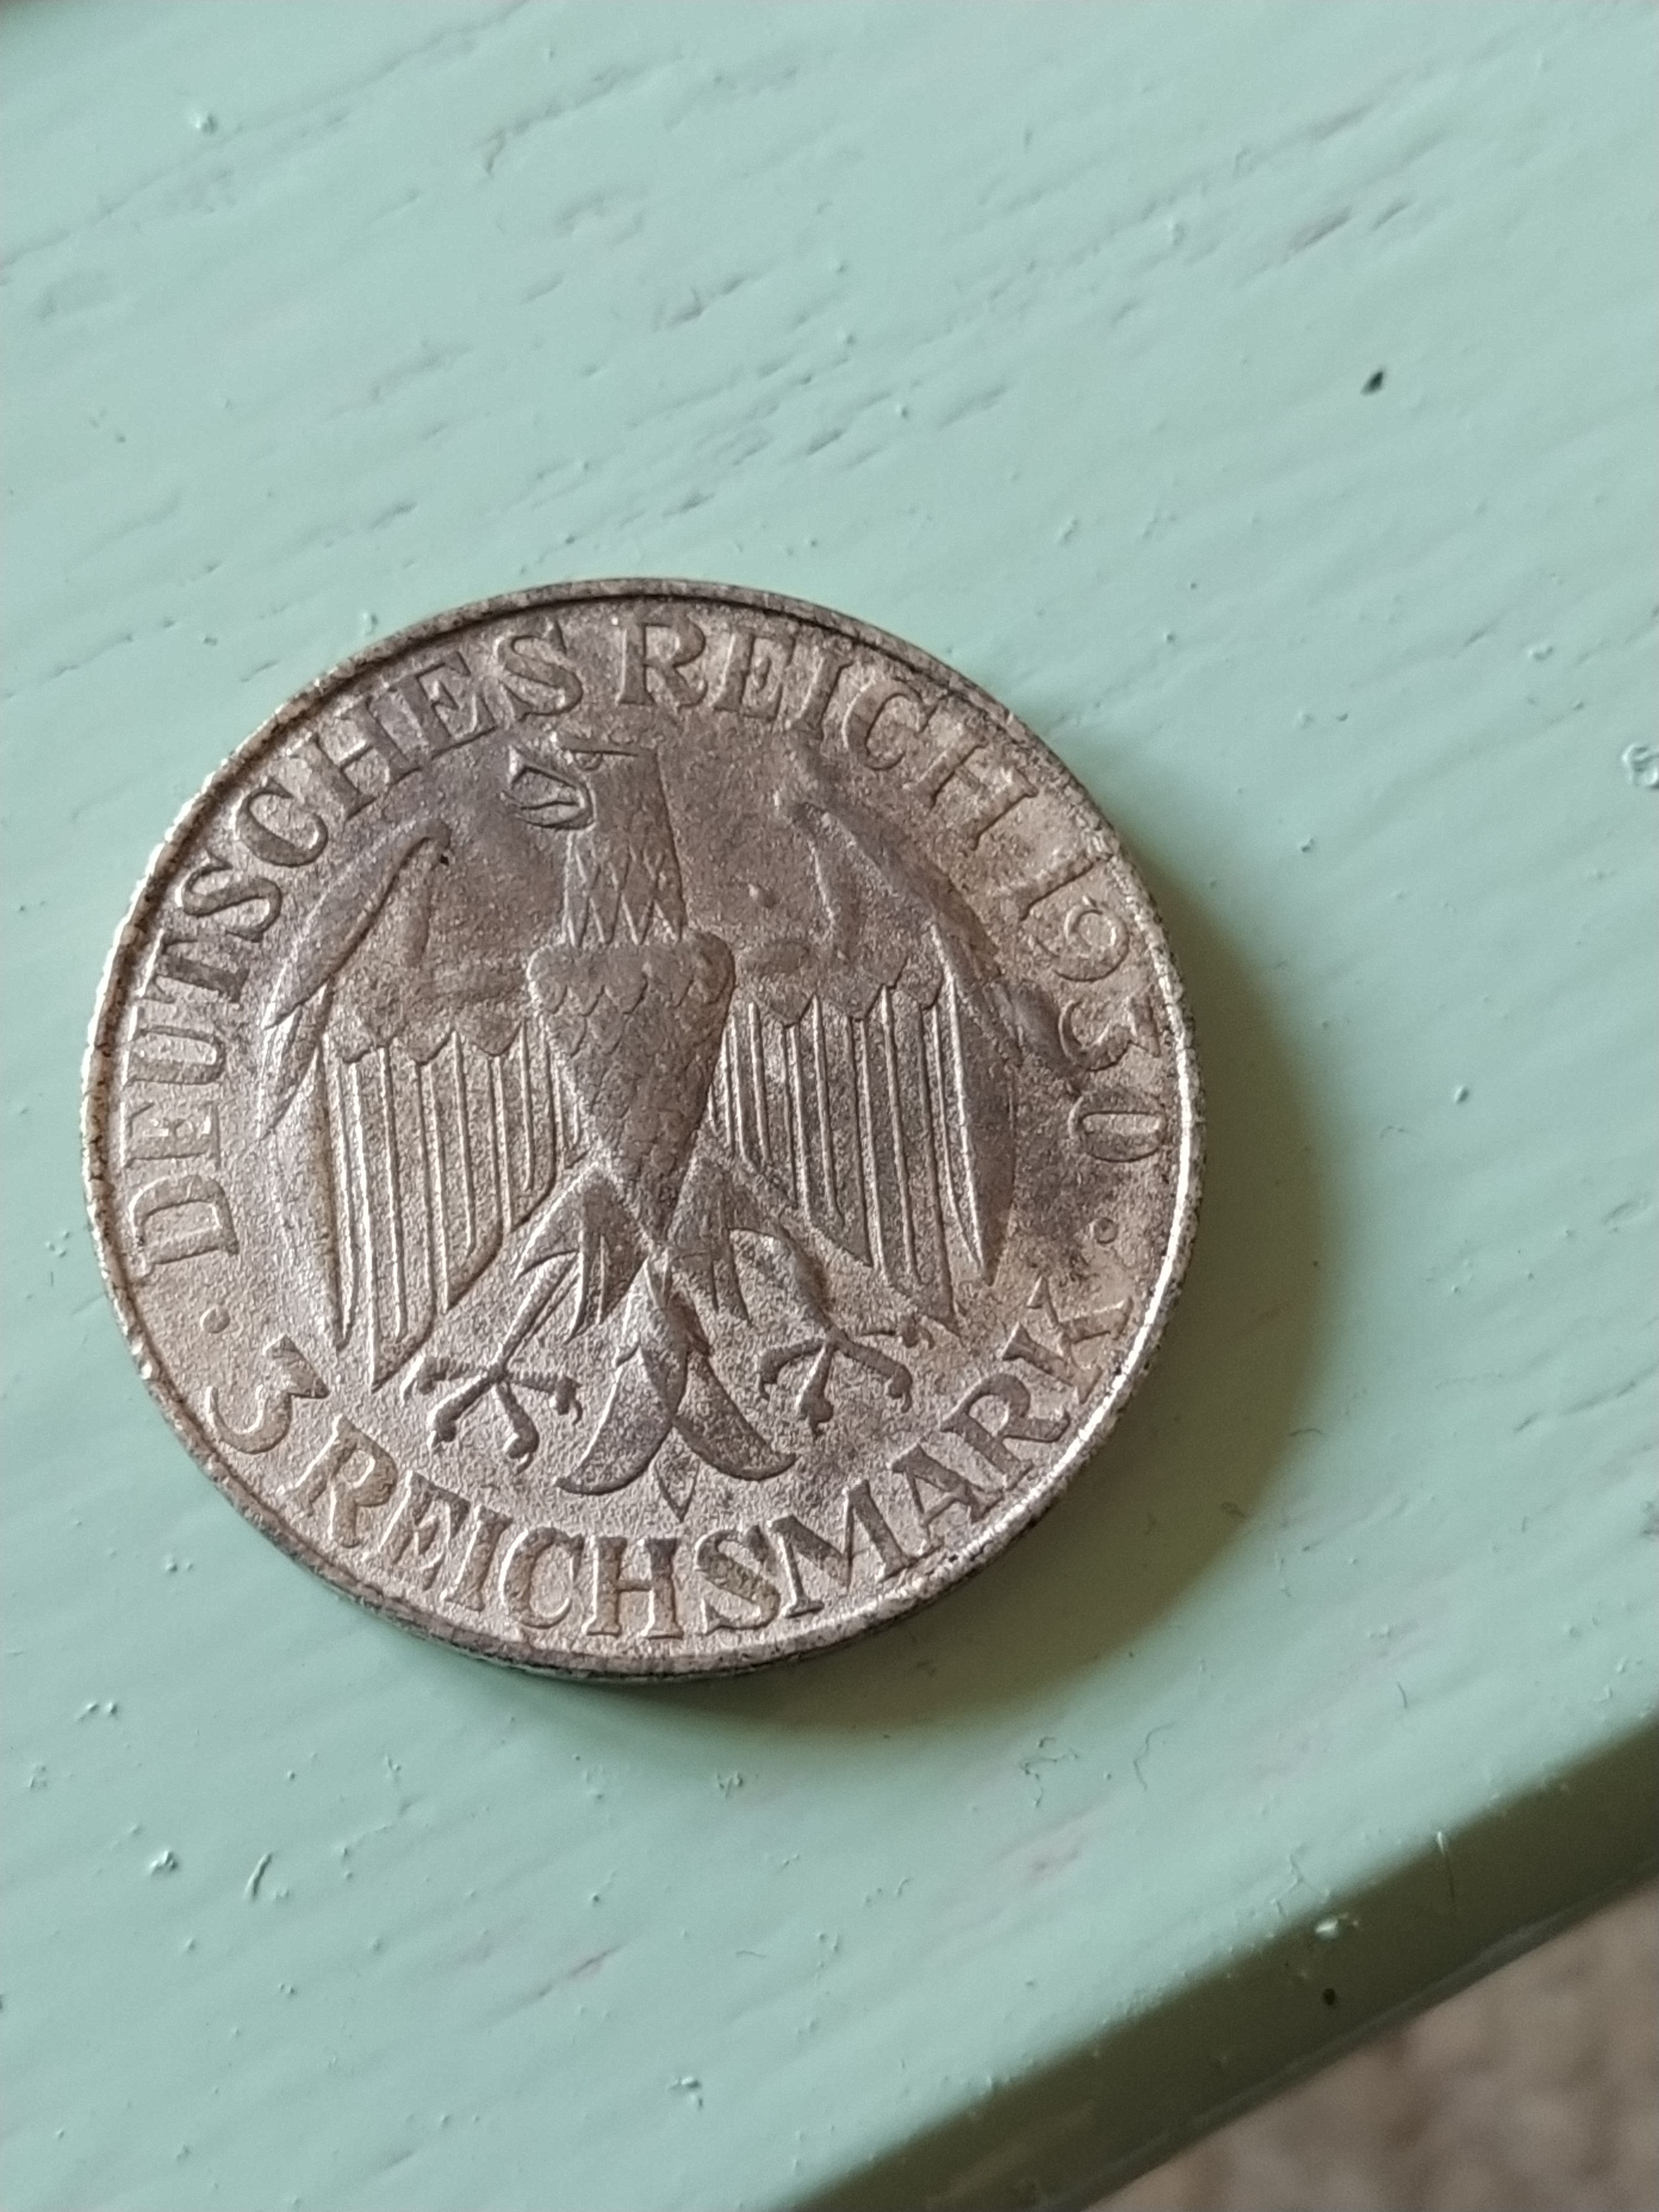 DEUTSCHES REICH 1930
· 3 REICHSMARK ·